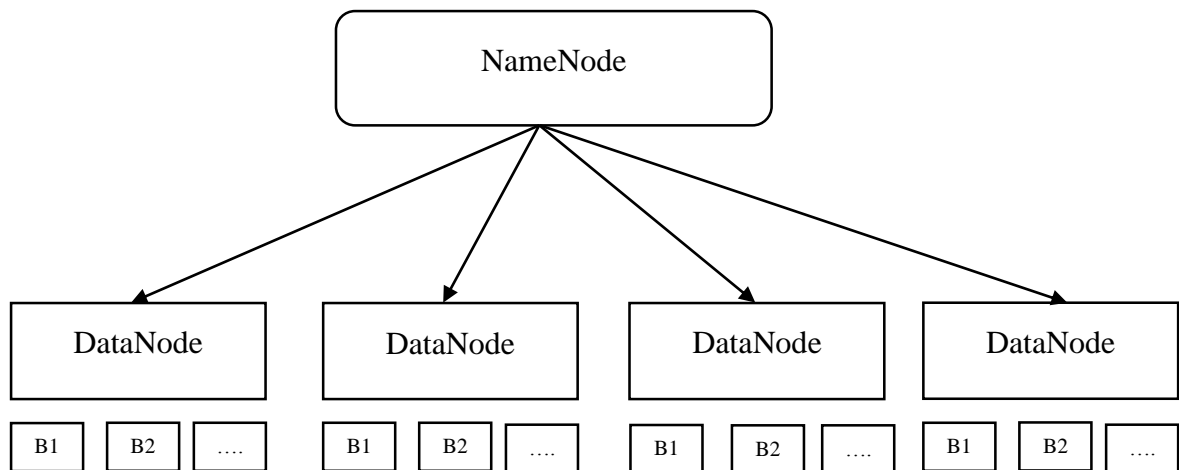 NameNode
DataNode DataNode DataNode DataNode
B1 B2 .... B1 B2 .... B1 B2 .... B1 B2 ....